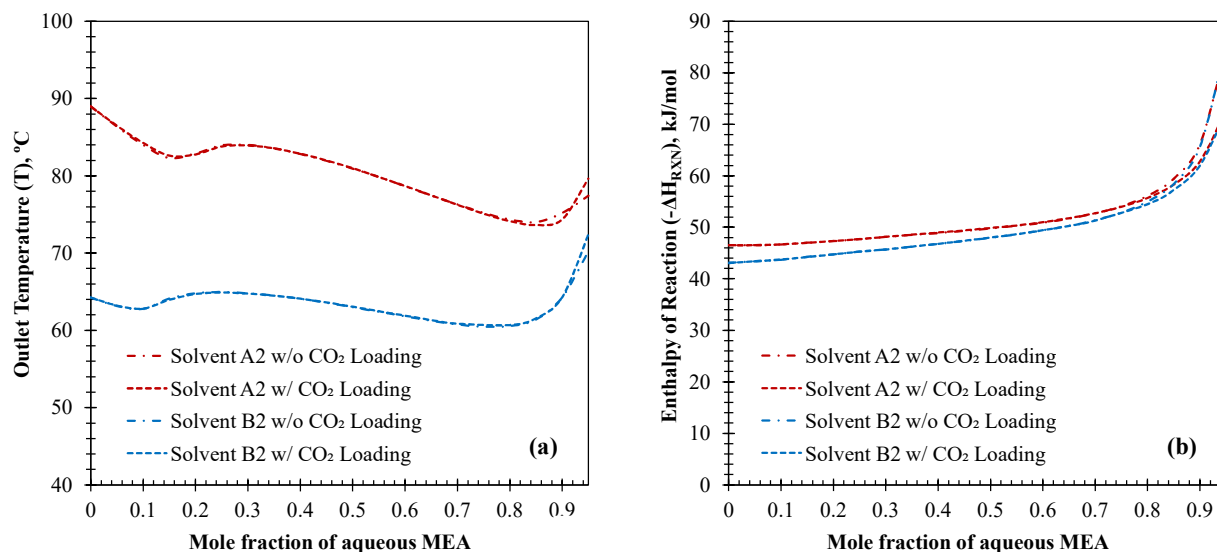 100
90
80
70
60
50
40
Outlet Temperature (T), ºC
Solvent A2 w/o CO₂ Loading
Solvent A2 w/ CO₂ Loading
Solvent B2 w/o CO₂ Loading
Solvent B2 w/ CO₂ Loading
(a)
0 0.1 0.2 0.3 0.4 0.5 0.6 0.7 0.8 0.9
Mole fraction of aqueous MEA
90
80
70
60
50
40
30
20
10
0
Enthalpy of Reaction (-ΔH_RXN), kJ/mol
Solvent A2 w/o CO₂ Loading
Solvent A2 w/ CO₂ Loading
Solvent B2 w/o CO₂ Loading
Solvent B2 w/ CO₂ Loading
(b)
0 0.1 0.2 0.3 0.4 0.5 0.6 0.7 0.8 0.9
Mole fraction of aqueous MEA